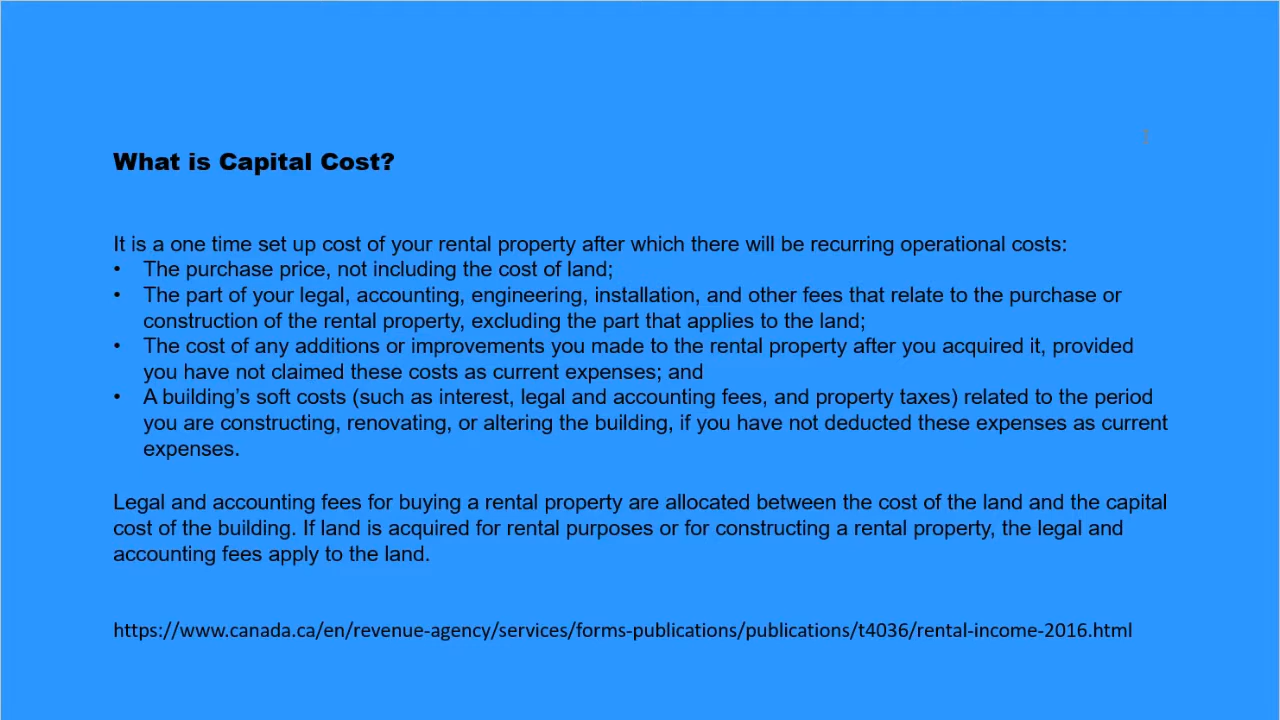 What is Capital Cost?
It is a one time set up cost of your rental property after which there will be recurring operational costs:
• The purchase price, not including the cost of land;
• The part of your legal, accounting, engineering, installation, and other fees that relate to the purchase or
construction of the rental property, excluding the part that applies to the land;
• The cost of any additions or improvements you made to the rental property after you acquired it, provided
you have not claimed these costs as current expenses; and
• A building’s soft costs (such as interest, legal and accounting fees, and property taxes) related to the period
you are constructing, renovating, or altering the building, if you have not deducted these expenses as current
expenses.
Legal and accounting fees for buying a rental property are allocated between the cost of the land and the capital
cost of the building. If land is acquired for rental purposes or for constructing a rental property, the legal and
accounting fees apply to the land.
https://www.canada.ca/en/revenue-agency/services/forms-publications/publications/t4036/rental-income-2016.html